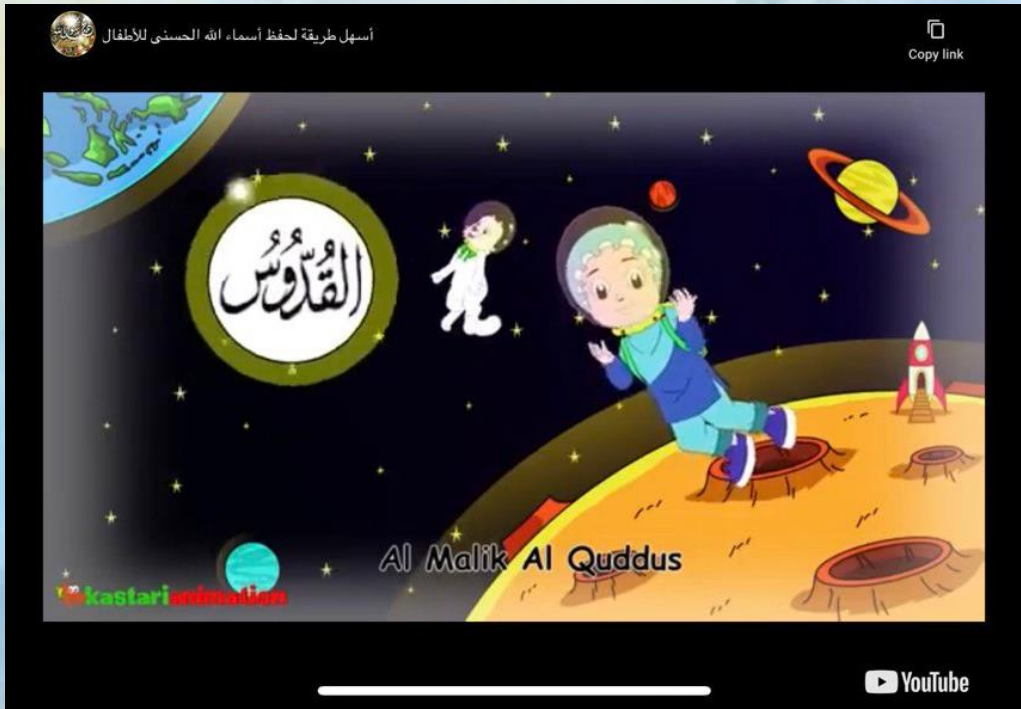 أسهل طريقة لحفظ أسماء الله الحسنى للأطفال
Copy link
القُدُّوسُ
Al Malik Al Quddus
kastarianimation
YouTube